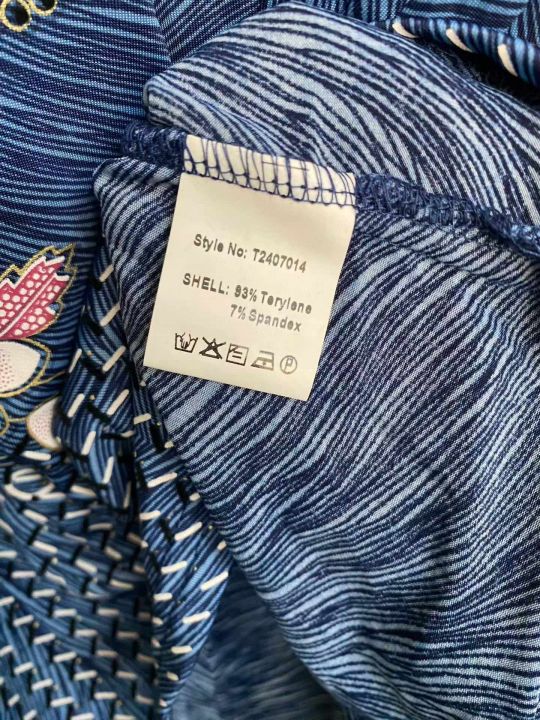 Style No: T2407014
SHELL: 93% Terylene
7% Spandex
P